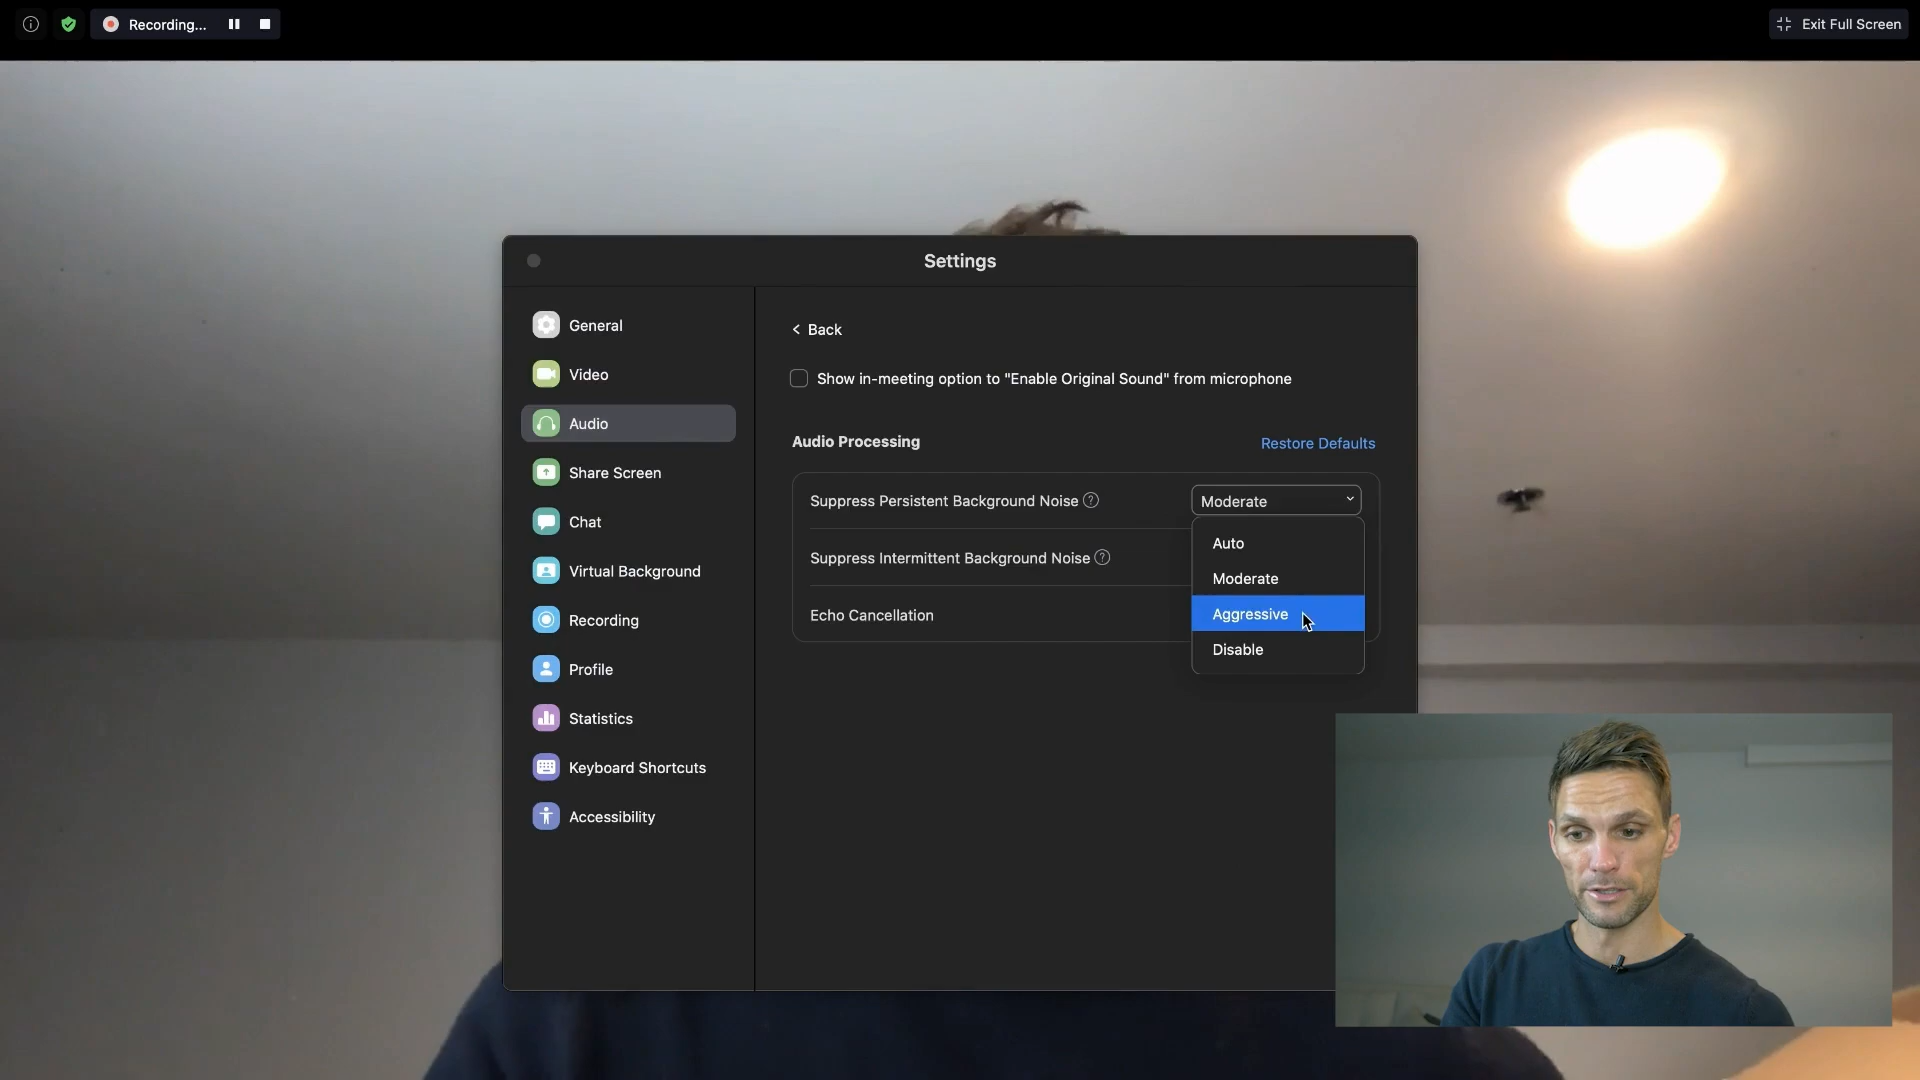 Recording...
Exit Full Screen
Settings
General
Video
Audio
Share Screen
Chat
Virtual Background
Recording
Profile
Statistics
Keyboard Shortcuts
Accessibility
< Back
Show in-meeting option to "Enable Original Sound" from microphone
Audio Processing
Restore Defaults
Suppress Persistent Background Noise ?
Moderate
Auto
Moderate
Aggressive
Disable
Suppress Intermittent Background Noise ?
Echo Cancellation